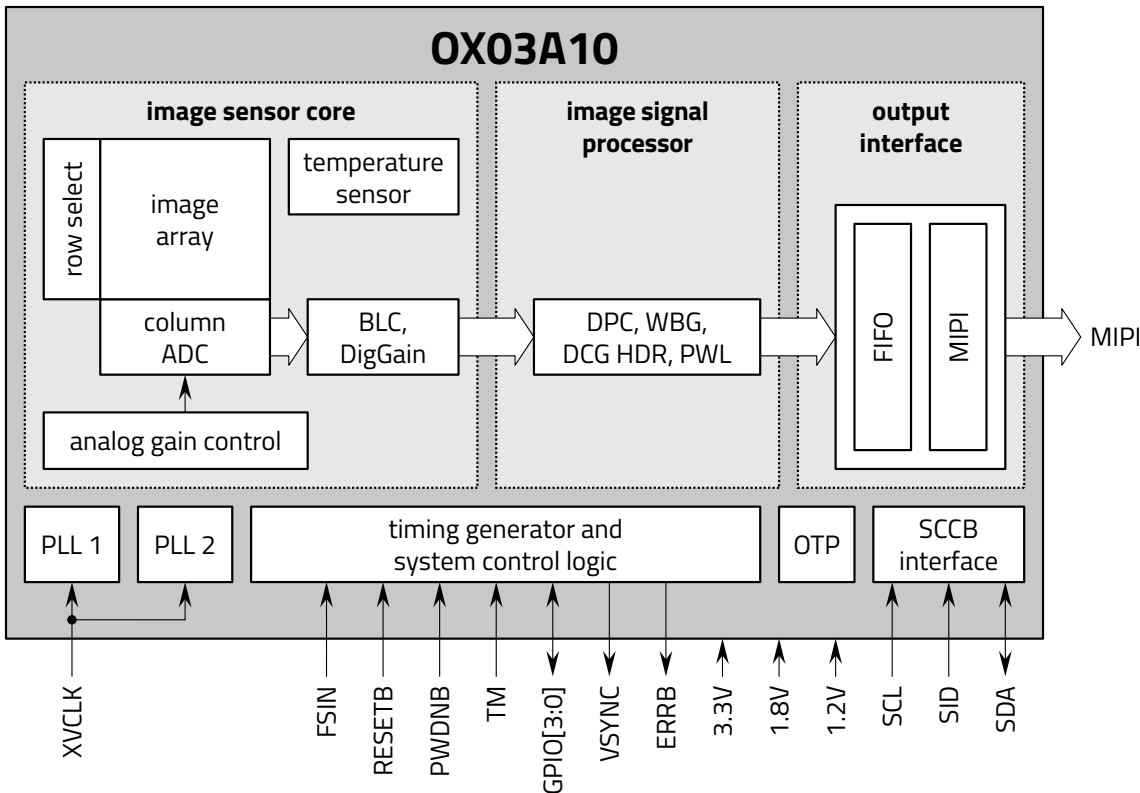 OX03A10
image sensor core
image signal
processor
output
interface
row select
image
array
temperature
sensor
column
ADC
BLC,
DigGain
DPC, WBG,
DCG HDR, PWL
FIFO
MIPI
MIPI
analog gain control
PLL 1
PLL 2
timing generator and
system control logic
OTP
SCCB
interface
XVCLK
FSIN
RESETB
PWDNB
TM
GPIO[3:0]
VSYNC
ERRB
3.3V
1.8V
1.2V
SCL
SID
SDA